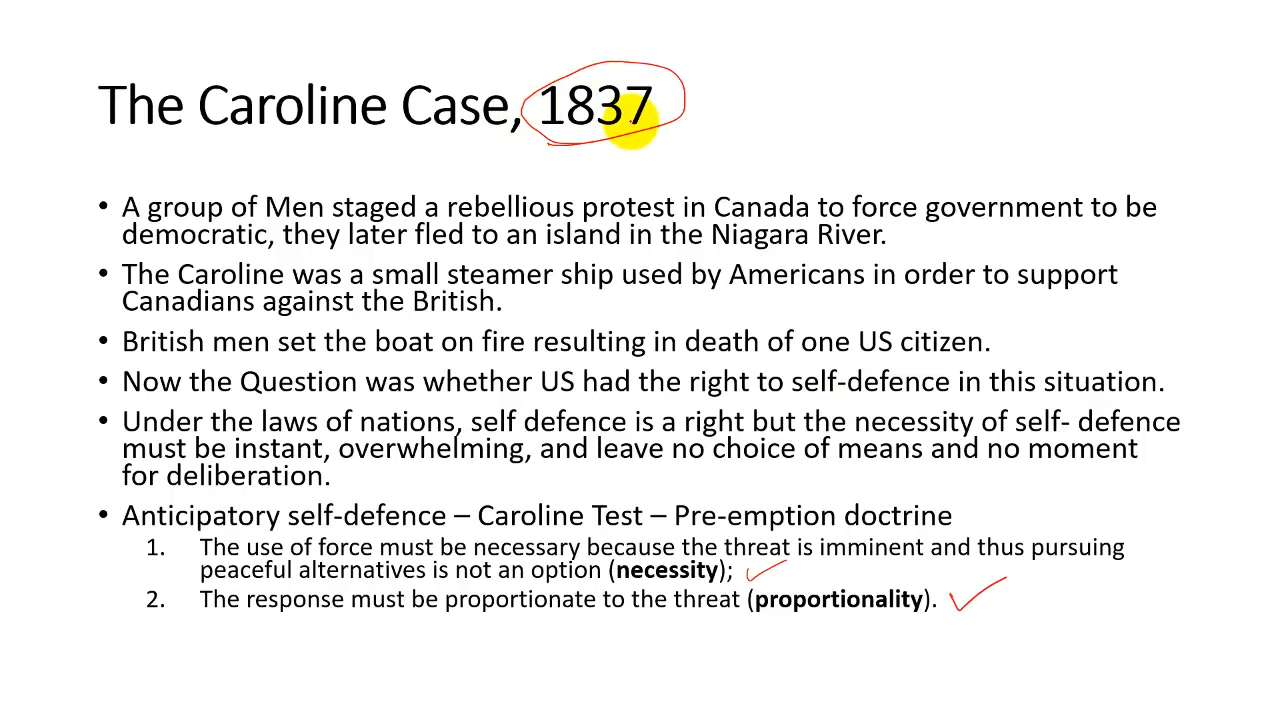 The Caroline Case, 1837
• A group of Men staged a rebellious protest in Canada to force government to be
democratic, they later fled to an island in the Niagara River.
• The Caroline was a small steamer ship used by Americans in order to support
Canadians against the British.
• British men set the boat on fire resulting in death of one US citizen.
• Now the Question was whether US had the right to self-defence in this situation.
• Under the laws of nations, self defence is a right but the necessity of self- defence
must be instant, overwhelming, and leave no choice of means and no moment
for deliberation.
• Anticipatory self-defence – Caroline Test – Pre-emption doctrine
1. The use of force must be necessary because the threat is imminent and thus pursuing
peaceful alternatives is not an option (necessity);
2. The response must be proportionate to the threat (proportionality).